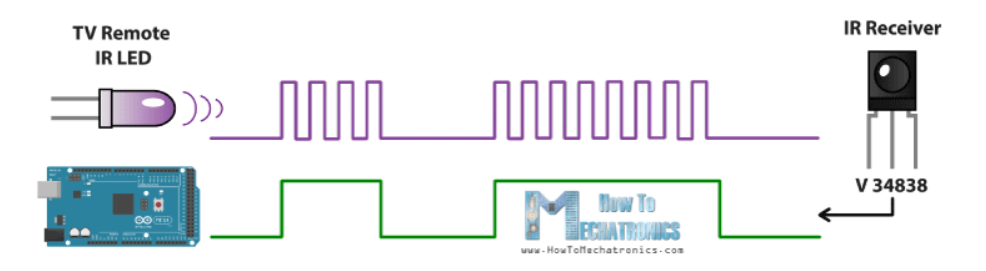 TV Remote
IR LED
IR Receiver
V 34838
How To
MECHATRONICS
www.HowToMechatronics.com